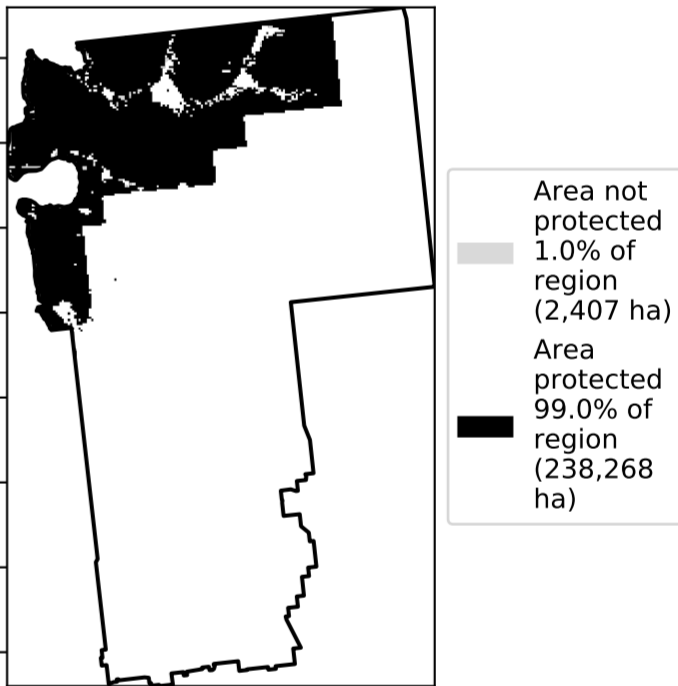 Area not
protected
1.0% of
region
(2,407 ha)
Area
protected
99.0% of
region
(238,268
ha)